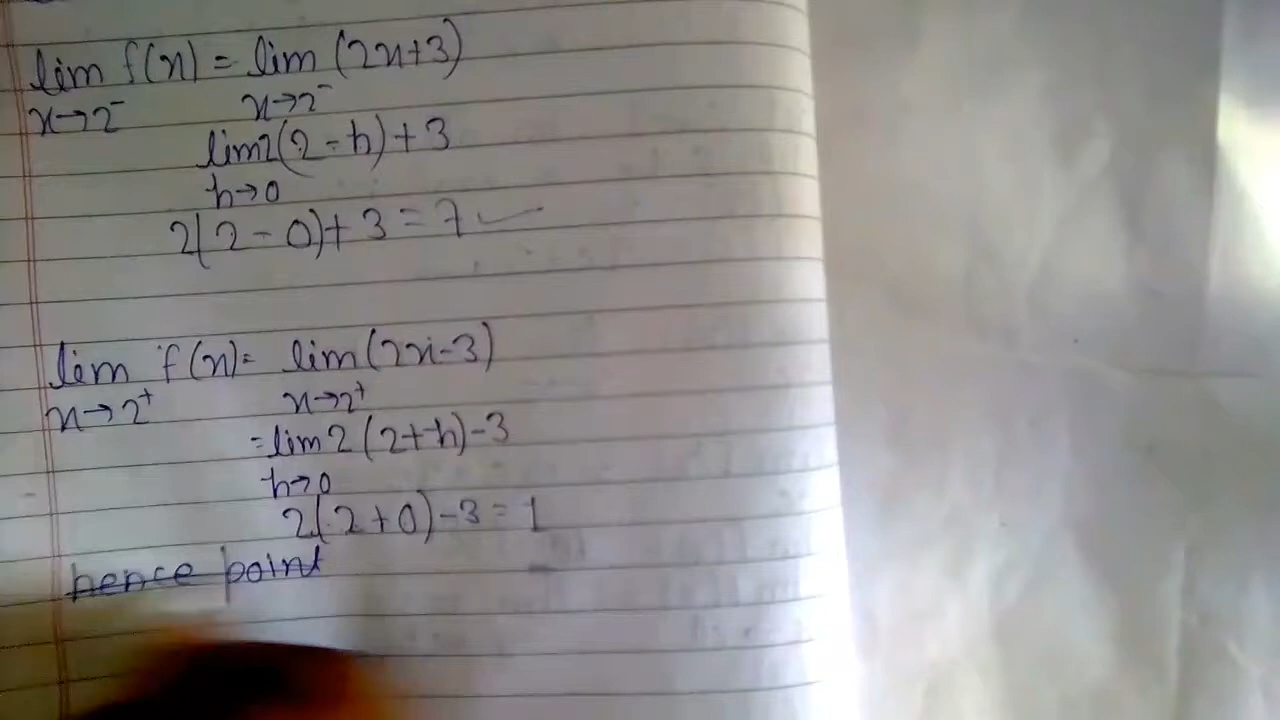 lim f(x) = lim (2x+3)
x→2⁻ x→2⁻
lim 2(2-h)+3
h→0
2(2-0)+3=7
lim f(x)= lim(2x-3)
x→2⁺ x→2⁺
=lim 2(2+h)-3
h→0
2(2+0)-3=1
hence point